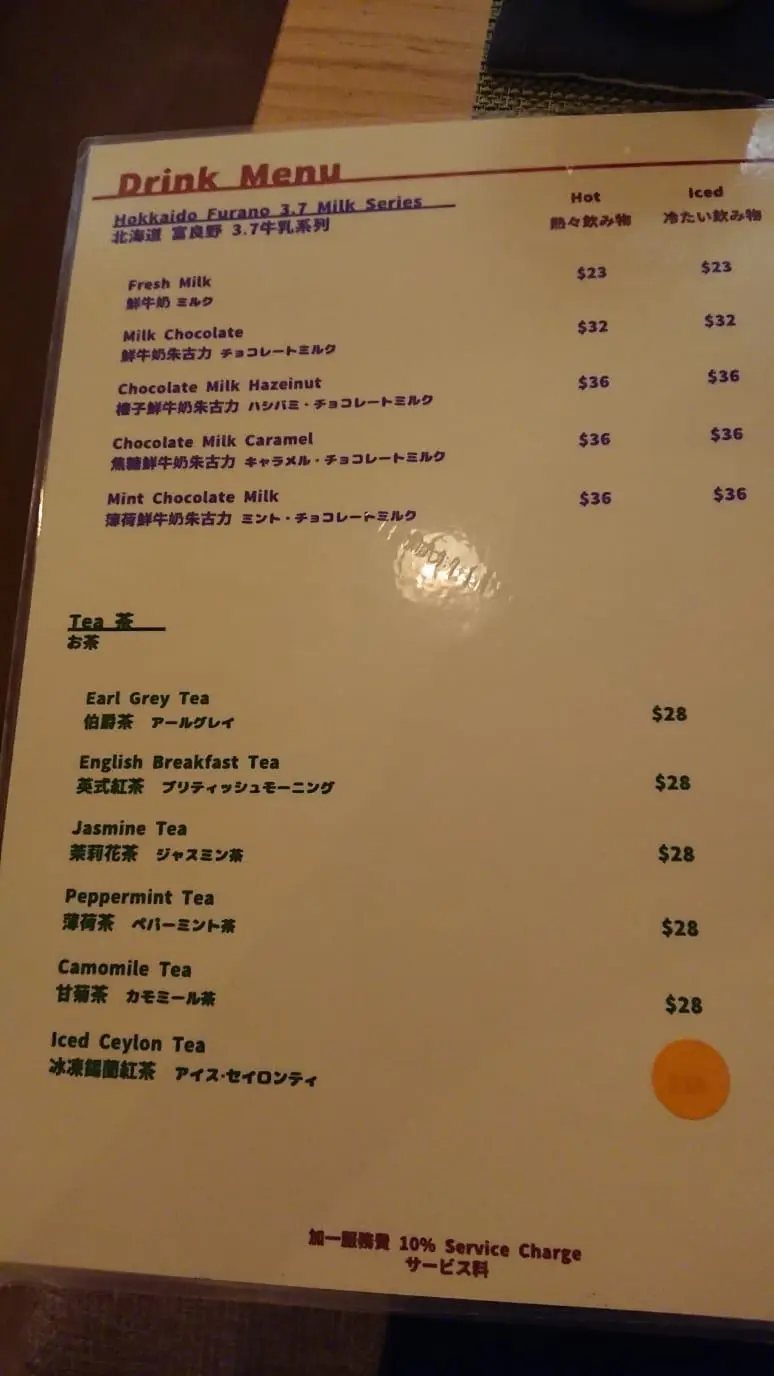 Drink Menu
Hot Iced
Hokkaido Furano 3.7 Milk Series
北海道 富良野 3.7牛乳系列
熱々飲み物 冷たい飲み物
Fresh Milk $23 $23
鮮牛奶 ミルク
Milk Chocolate $32 $32
鮮牛奶朱古力 チョコレートミルク
Chocolate Milk Hazeinut $36 $36
榛子鮮牛奶朱古力 ハシバミ・チョコレートミルク
Chocolate Milk Caramel $36 $36
焦糖鮮牛奶朱古力 キャラメル・チョコレートミルク
Mint Chocolate Milk $36 $36
薄荷鮮牛奶朱古力 ミント・チョコレートミルク
Tea 茶
お茶
Earl Grey Tea $28
伯爵茶 アールグレイ
English Breakfast Tea $28
英式紅茶 ブリティッシュモーニング
Jasmine Tea $28
茉莉花茶 ジャスミン茶
Peppermint Tea $28
薄荷茶 ペパーミント茶
Camomile Tea $28
甘菊茶 カモミール茶
Iced Ceylon Tea
冰凍錫蘭紅茶 アイス・セイロンティ
加一服務費 10% Service Charge
サービス料